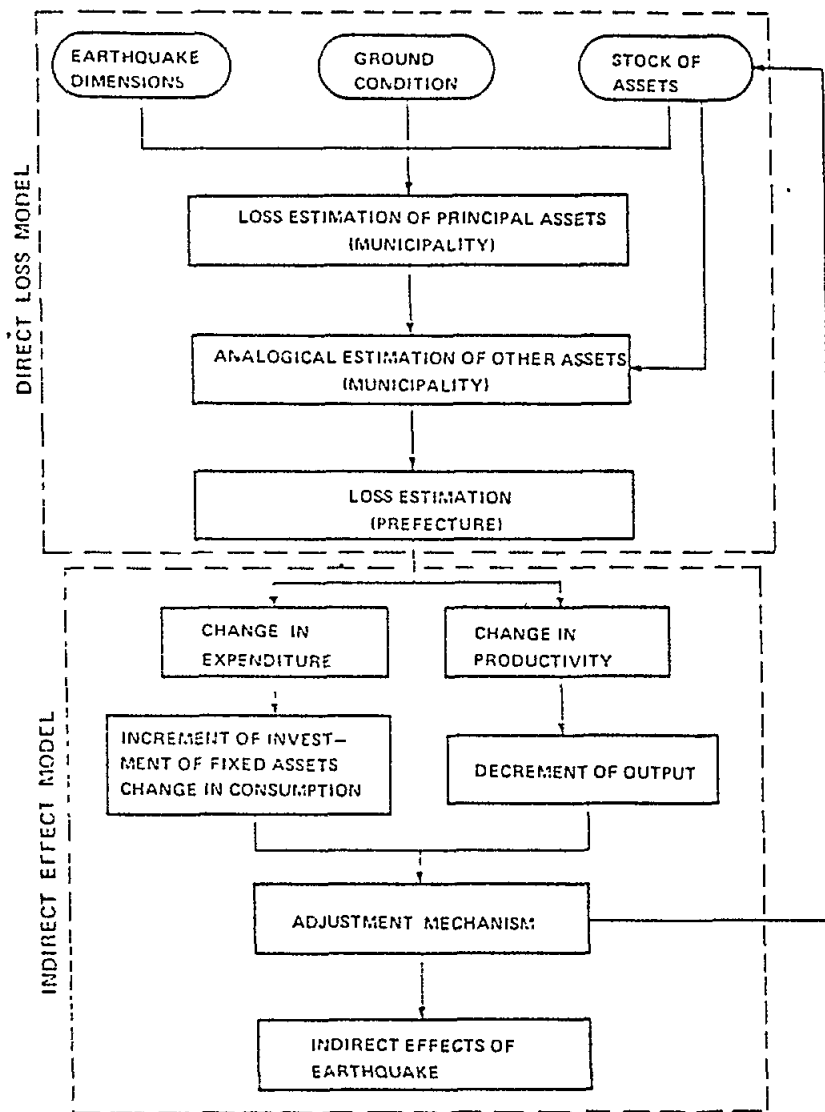 EARTHQUAKE
DIMENSIONS
GROUND
CONDITION
STOCK OF
ASSETS
DIRECT LOSS MODEL
LOSS ESTIMATION OF PRINCIPAL ASSETS
(MUNICIPALITY)
ANALOGICAL ESTIMATION OF OTHER ASSETS
(MUNICIPALITY)
LOSS ESTIMATION
(PREFECTURE)
INDIRECT EFFECT MODEL
CHANGE IN
EXPENDITURE
CHANGE IN
PRODUCTIVITY
INCREMENT OF INVEST-
MENT OF FIXED ASSETS
CHANGE IN CONSUMPTION
DECREMENT OF OUTPUT
ADJUSTMENT MECHANISM
INDIRECT EFFECTS OF
EARTHQUAKE